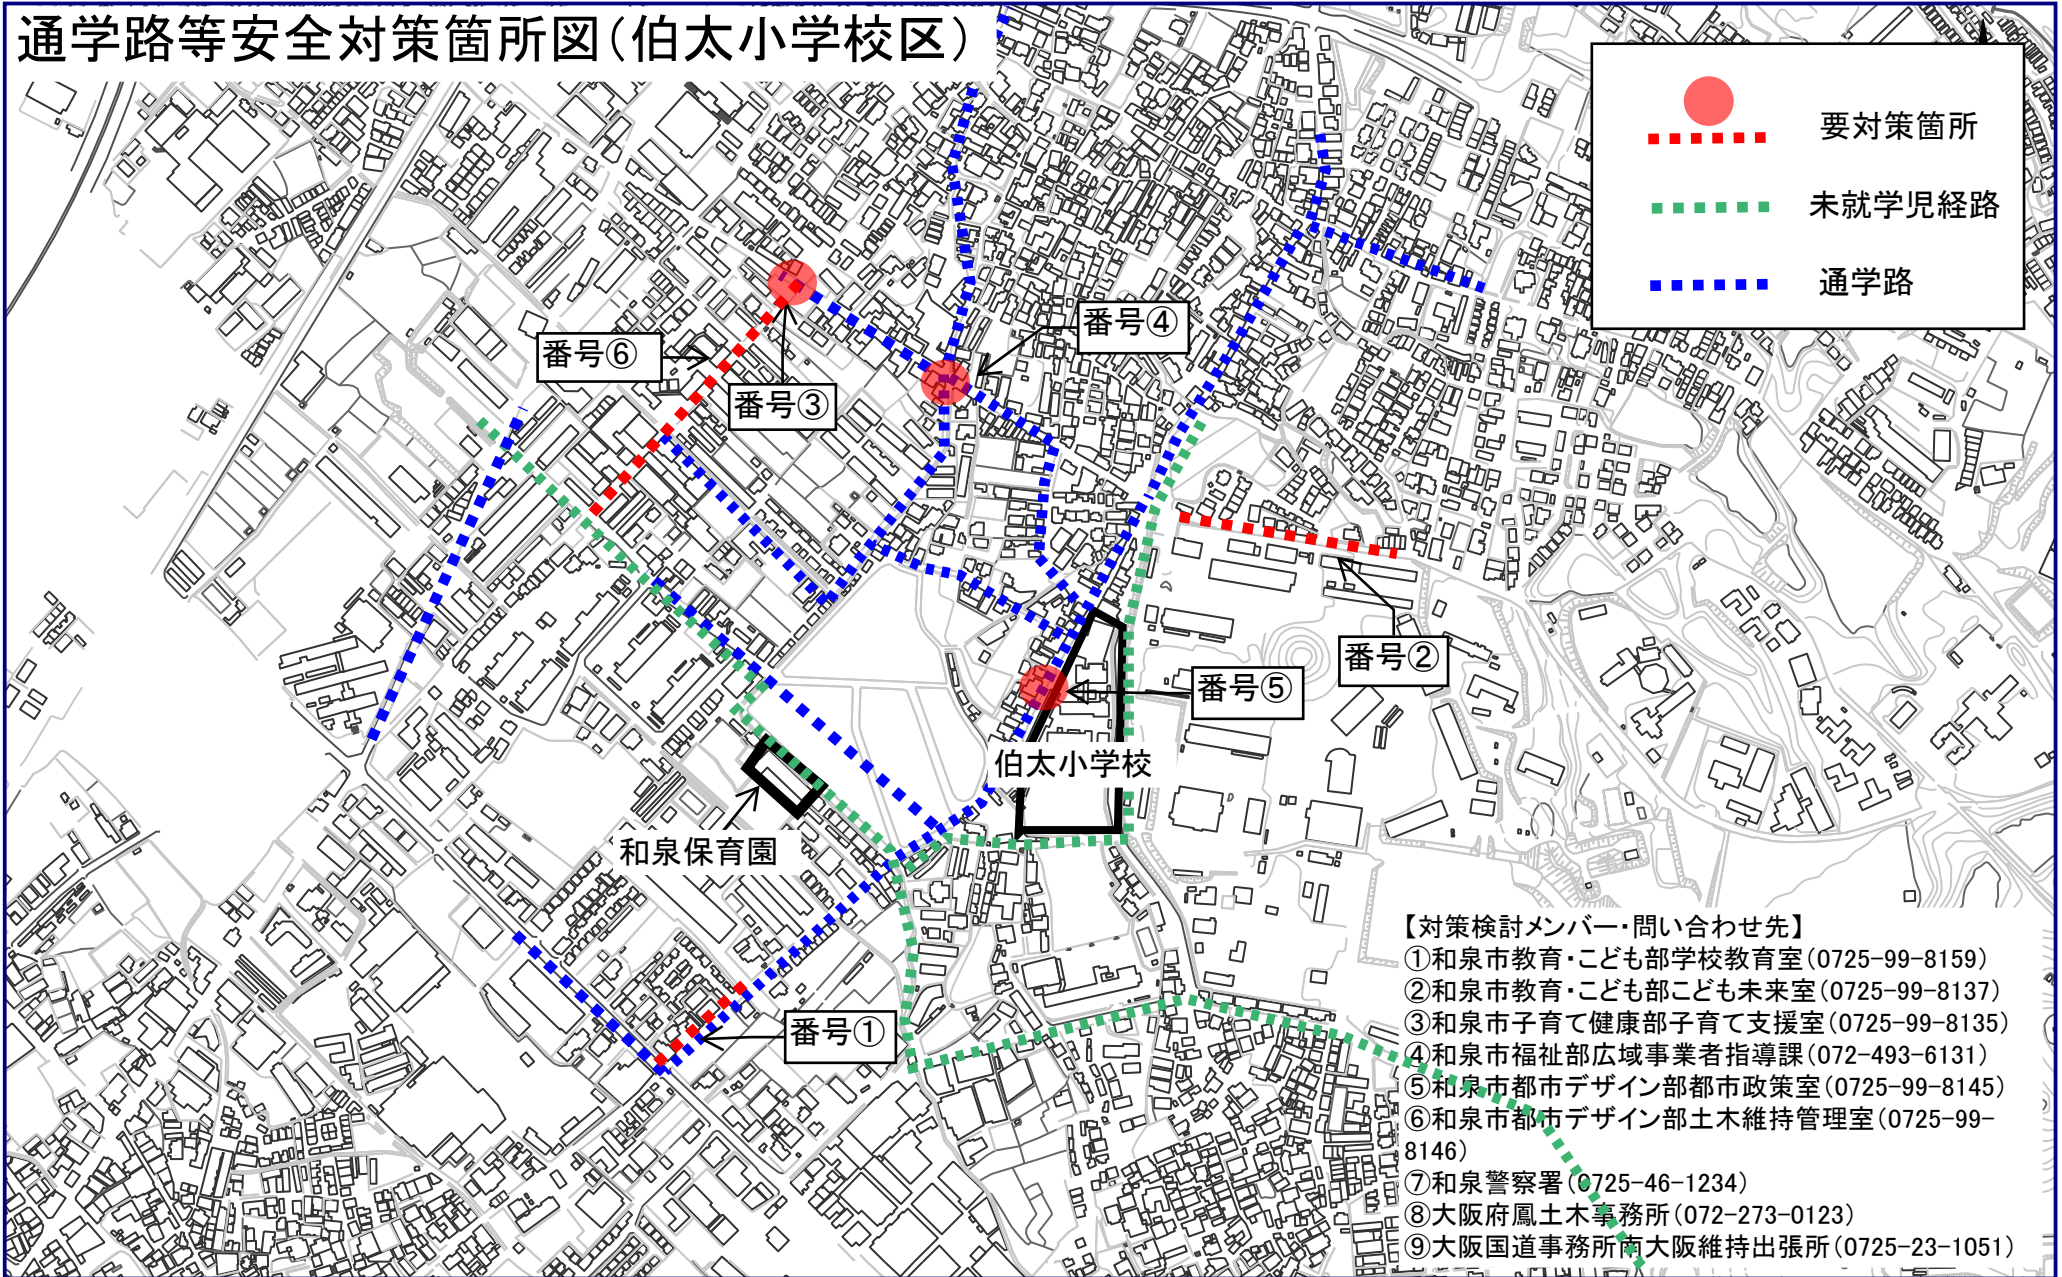 通学路等安全対策箇所図(伯太小学校区)
要対策箇所
未就学児経路
通学路
番号④
番号⑥
番号③
番号②
番号⑤
伯太小学校
和泉保育園
番号①
【対策検討メンバー・問い合わせ先】
①和泉市教育・こども部学校教育室(0725-99-8159)
②和泉市教育・こども部こども未来室(0725-99-8137)
③和泉市子育て健康部子育て支援室(0725-99-8135)
④和泉市福祉部広域事業者指導課(072-493-6131)
⑤和泉市都市デザイン部都市政策室(0725-99-8145)
⑥和泉市都市デザイン部土木維持管理室(0725-99-
8146)
⑦和泉警察署(0725-46-1234)
⑧大阪府鳳土木事務所(072-273-0123)
⑨大阪国道事務所南大阪維持出張所(0725-23-1051)